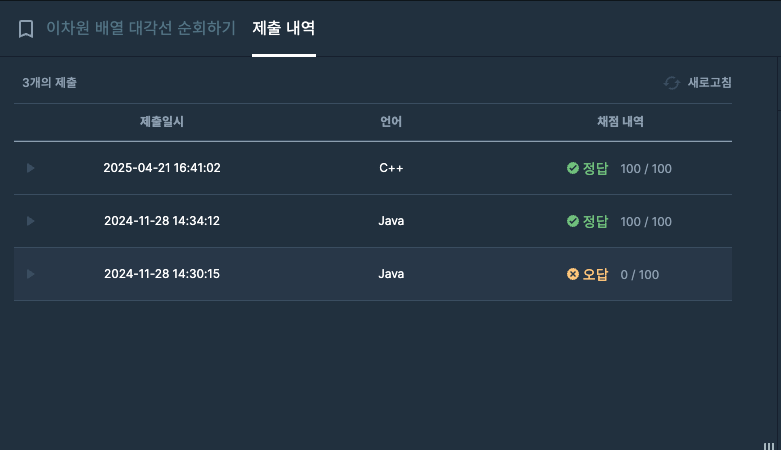 이차원 배열 대각선 순회하기 제출 내역
3개의 제출 새로고침
제출일시 언어 채점 내역
2025-04-21 16:41:02 C++ 정답 100 / 100
2024-11-28 14:34:12 Java 정답 100 / 100
2024-11-28 14:30:15 Java 오답 0 / 100